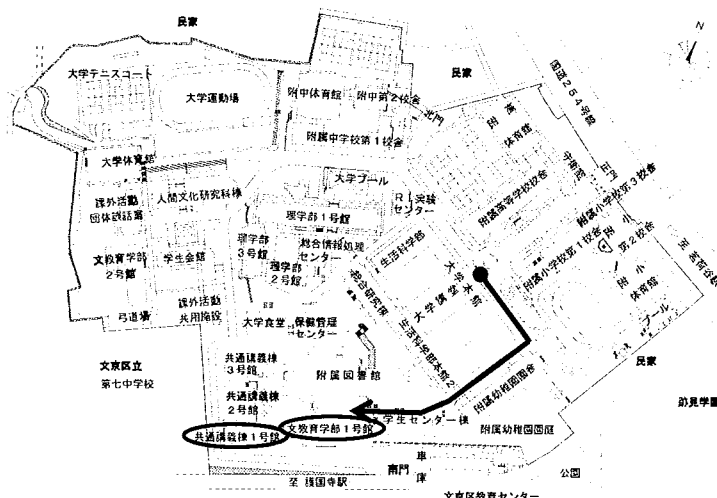 民家
N
大学テニスコート
大学運動場
附中体育館
附中第2校舎
北門
民家
国道254号線
附属中学校第1校舎
附高
体育館
守衛室
正門
大学体育館
課外活動
人間文化研究科棟
大学プール
RI実験
センター
附属高等学校校舎
附属小学校第3校舎
理学部1号館
附属小学校第1校舎
附小
第2校舎
文教育学部
2号館
学生会館
理学部
3号館
総合情報処理
センター
理学部
2号館
生活科学部
大学本館
大学講堂
附小
体育館
プール
弓道場
課外活動
共用施設
大学食堂
保健管理
センター
総合研究棟
生活科学部本館2
民家
文京区立
第七中学校
共通講義棟
3号館
附属図書館
附属幼稚園園舎
跡見学園
共通講義棟
2号館
共通講義棟1号館
文教育学部1号館
学生センター棟
附属幼稚園園庭
南門
車
庫
公園
至 護国寺駅
文京区教育センター